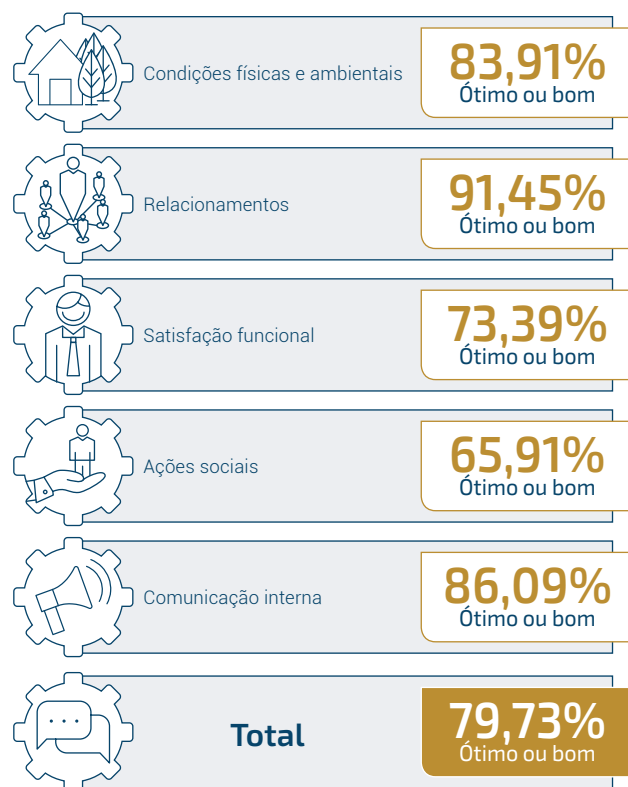 Condições físicas e ambientais
83,91%
Ótimo ou bom
Relacionamentos
91,45%
Ótimo ou bom
Satisfação funcional
73,39%
Ótimo ou bom
Ações sociais
65,91%
Ótimo ou bom
Comunicação interna
86,09%
Ótimo ou bom
Total
79,73%
Ótimo ou bom